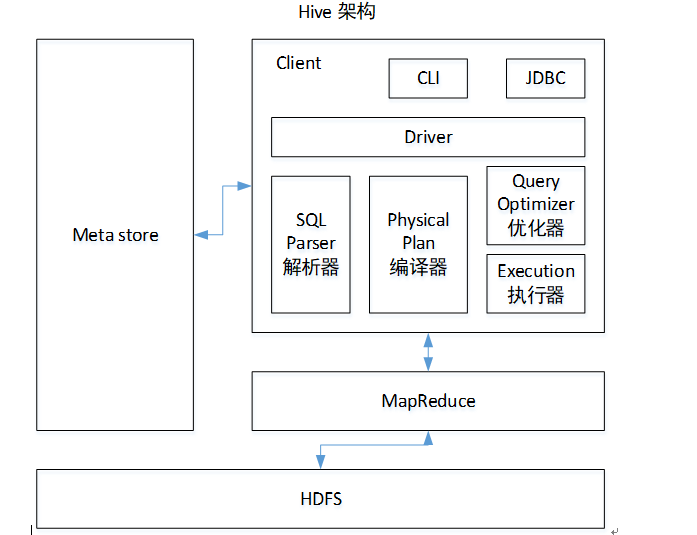 Hive 架构
Client
CLI
JDBC
Driver
Meta store
SQL
Parser
解析器
Physical
Plan
编译器
Query
Optimizer
优化器
Execution
执行器
MapReduce
HDFS